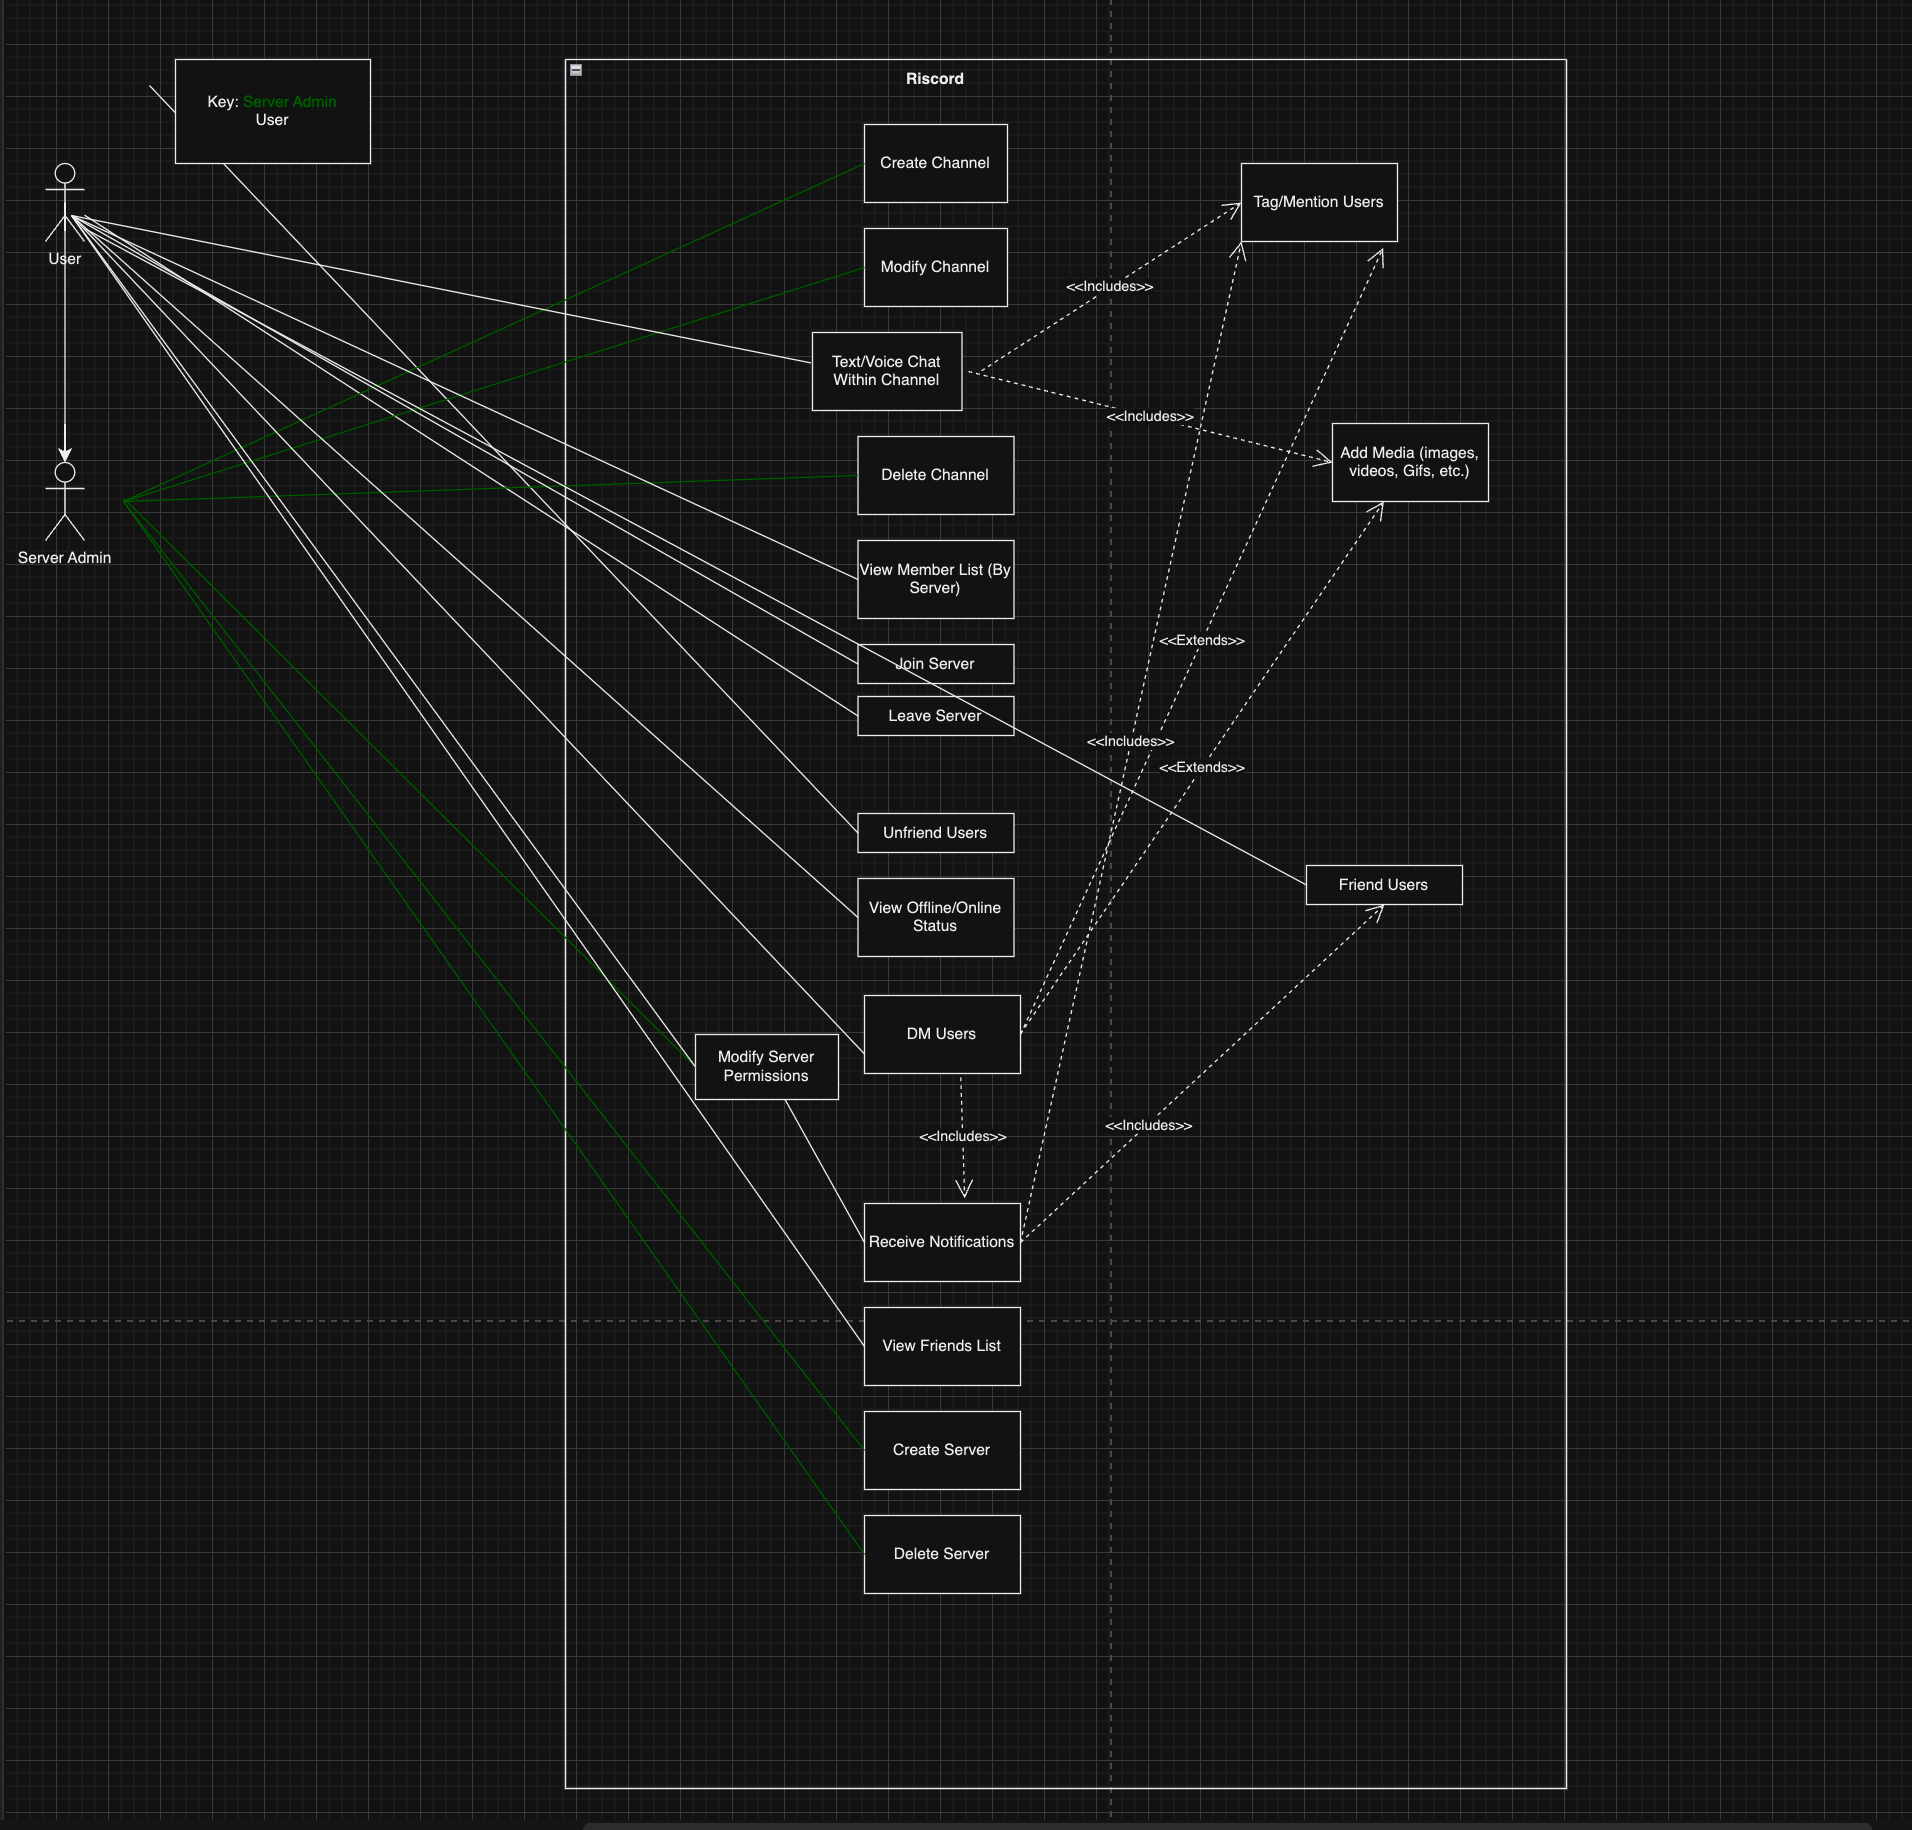 Riscord
Key: Server Admin
User
Create Channel
Tag/Mention Users
User
Modify Channel
<<Includes>>
Text/Voice Chat
Within Channel
<<Includes>>
Add Media (images,
videos, Gifs, etc.)
Delete Channel
Server Admin
View Member List (By
Server)
<<Extends>>
Join Server
Leave Server
<<Includes>>
<<Extends>>
Unfriend Users
Friend Users
View Offline/Online
Status
DM Users
Modify Server
Permissions
<<Includes>>
<<Includes>>
Receive Notifications
View Friends List
Create Server
Delete Server